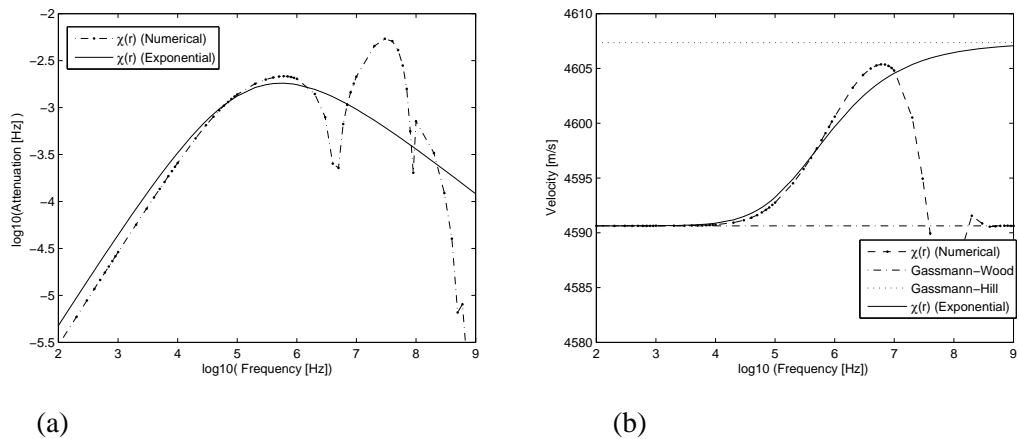 χ(r) (Numerical)
χ(r) (Exponential)
log10(Attenuation [Hz] )
−2
−2.5
−3
−3.5
−4
−4.5
−5
−5.5
2 3 4 5 6 7 8 9
log10( Frequency [Hz])
(a)
Velocity [m/s]
4610
4605
4600
4595
4590
4585
4580
χ(r) (Numerical)
Gassmann−Wood
Gassmann−Hill
χ(r) (Exponential)
2 3 4 5 6 7 8 9
log10 (Frequency [Hz])
(b)